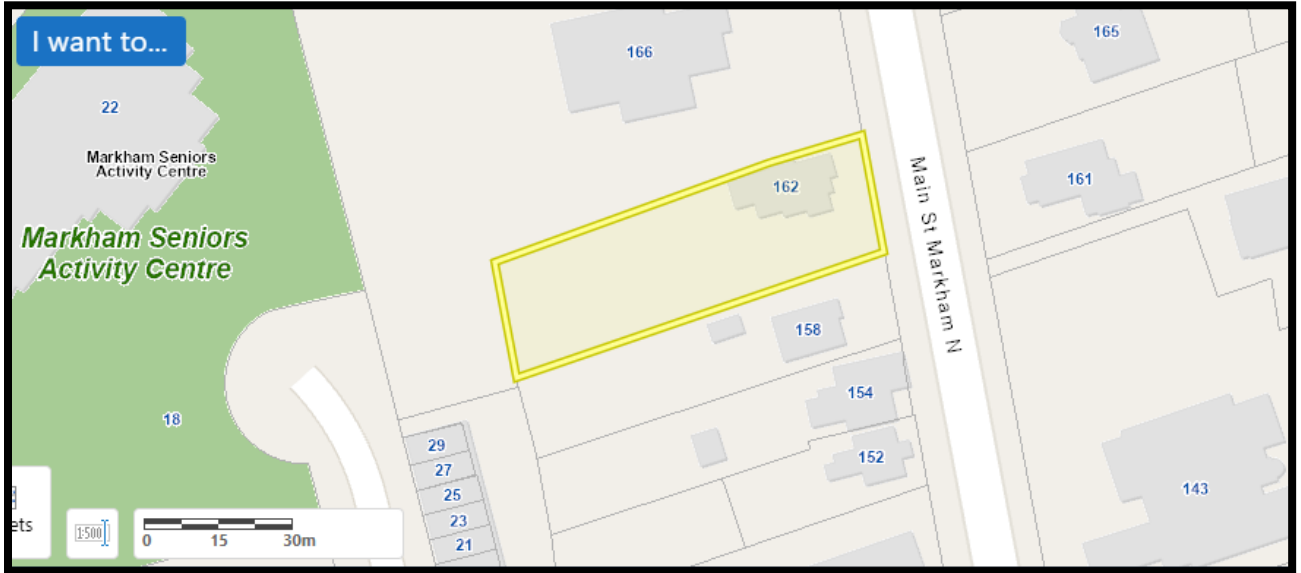 I want to...
166
165
22
Markham Seniors
Activity Centre
162
161
Main St Markham N
Markham Seniors
Activity Centre
158
154
18
29
152
27
25
143
23
21
ets
1:500
0 15 30m